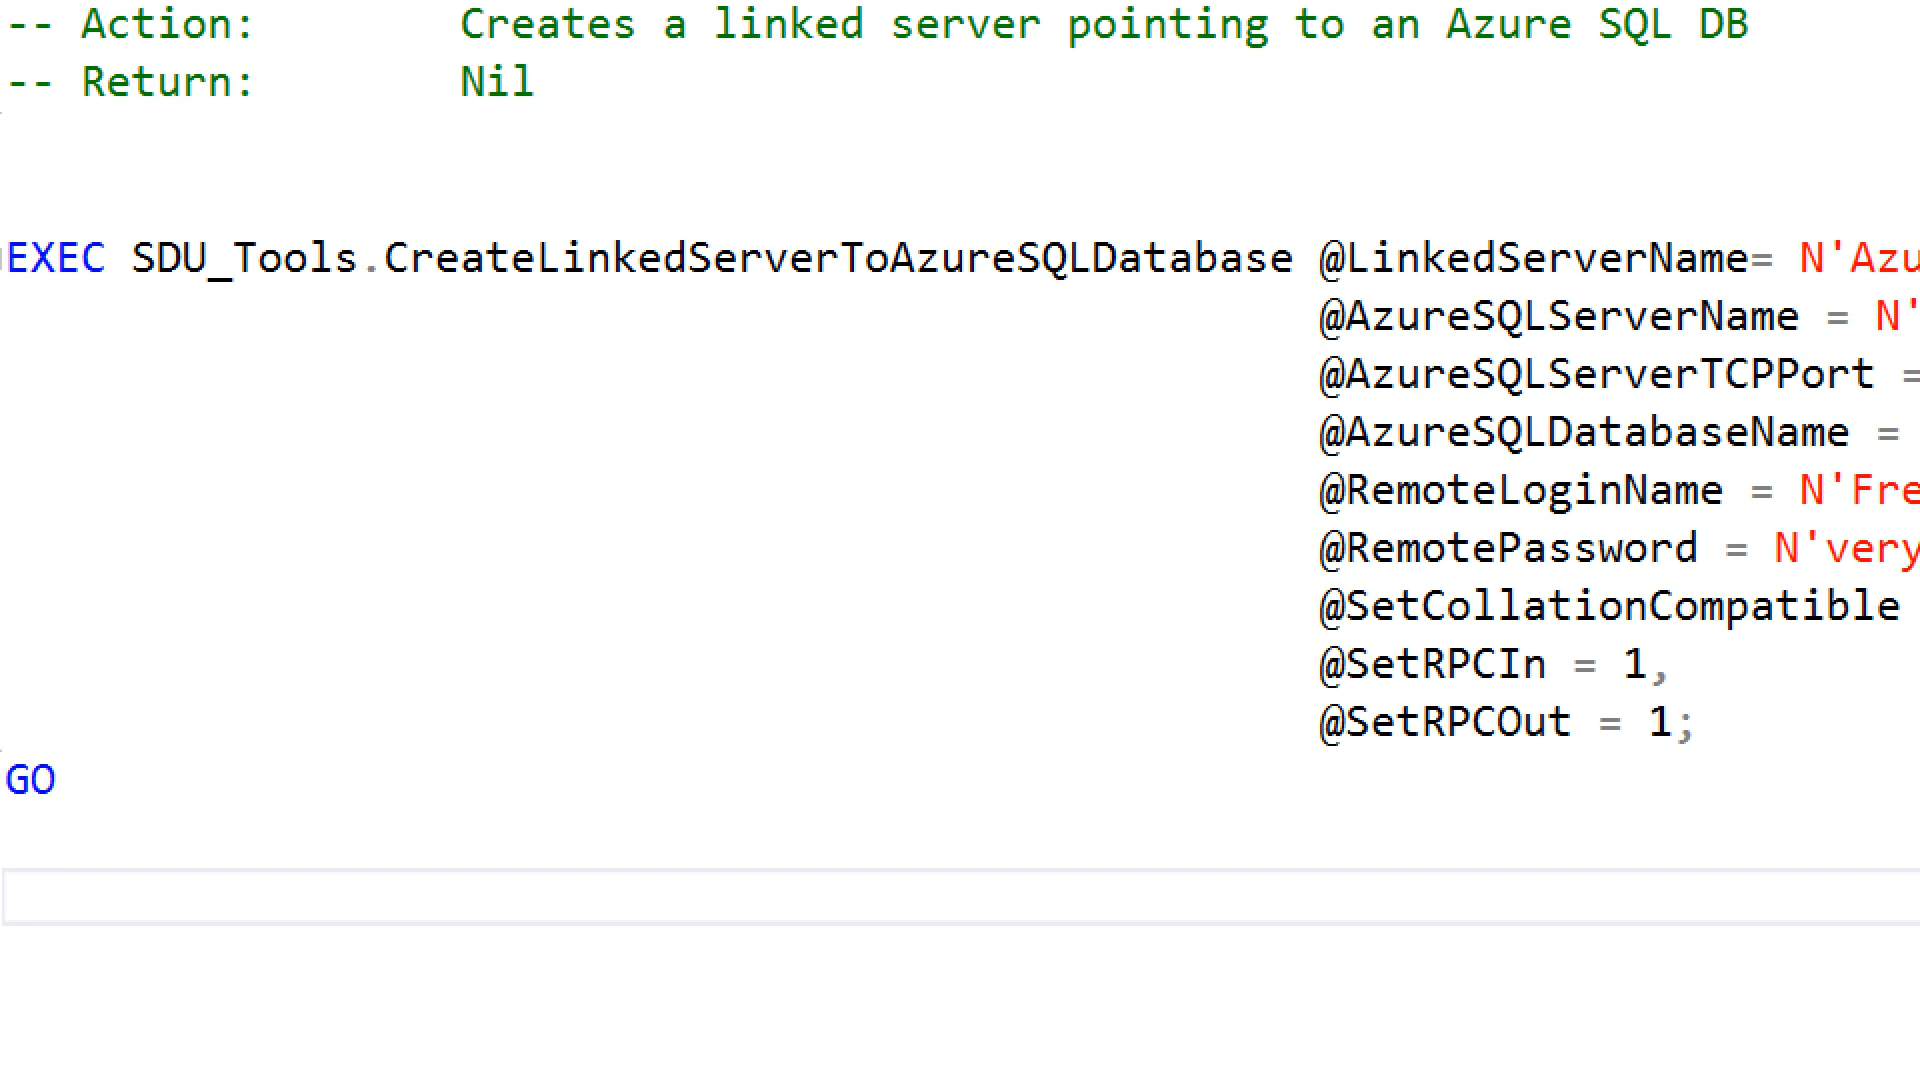 -- Action: Creates a linked server pointing to an Azure SQL DB
-- Return: Nil
EXEC SDU_Tools.CreateLinkedServerToAzureSQLDatabase @LinkedServerName= N'Azu
@AzureSQLServerName = N'
@AzureSQLServerTCPPort =
@AzureSQLDatabaseName =
@RemoteLoginName = N'Fre
@RemotePassword = N'very
@SetCollationCompatible
@SetRPCIn = 1,
@SetRPCOut = 1;
GO